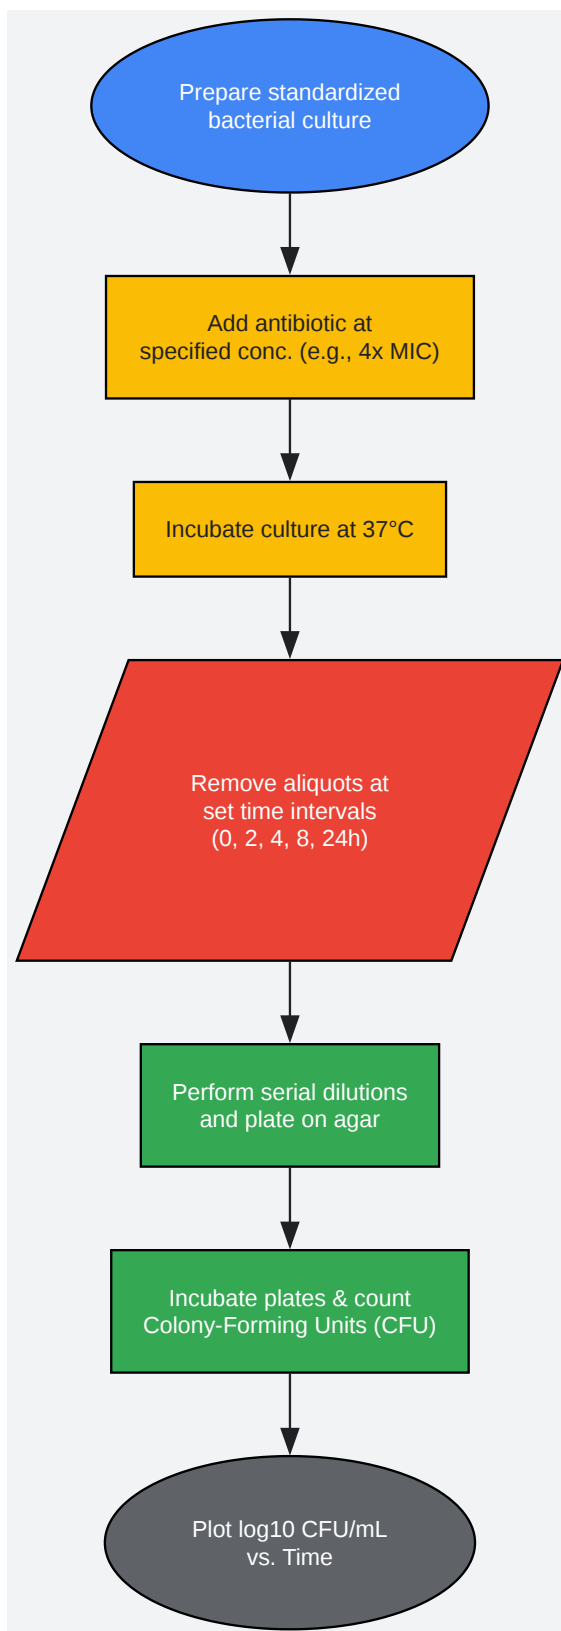 Prepare standardized
bacterial culture
Add antibiotic at
specified conc. (e.g., 4x MIC)
Incubate culture at 37°C
Remove aliquots at
set time intervals
(0, 2, 4, 8, 24h)
Perform serial dilutions
and plate on agar
Incubate plates & count
Colony-Forming Units (CFU)
Plot log10 CFU/mL
vs. Time